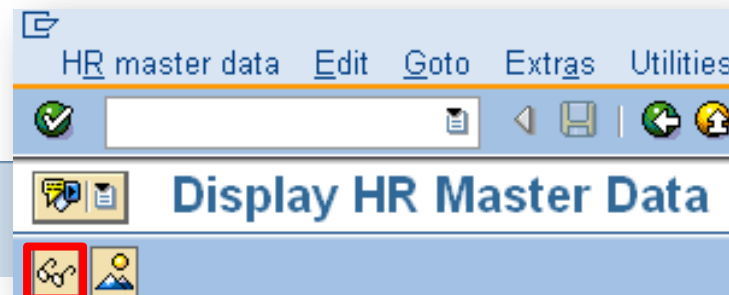 HR master data Edit Goto Extras Utilities
Display HR Master Data